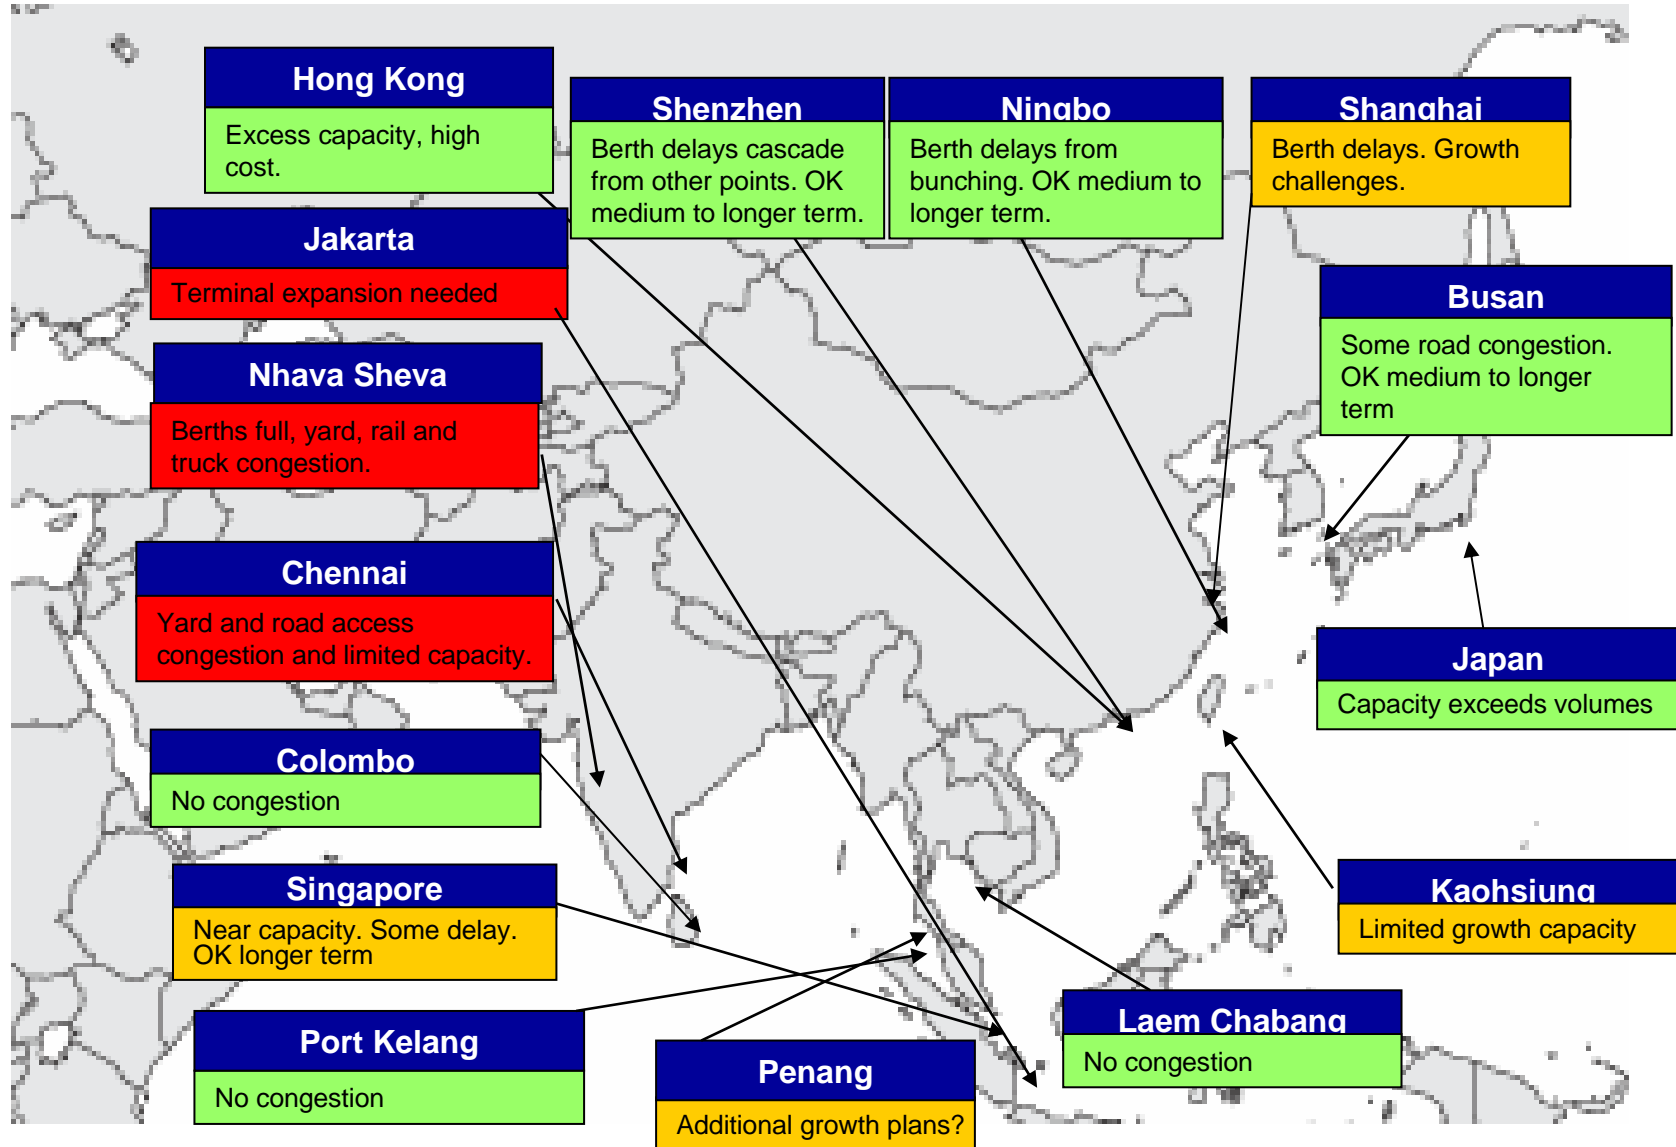 Hong Kong
Excess capacity, high
cost.
Shenzhen
Berth delays cascade
from other points. OK
medium to longer term.
Ningbo
Berth delays from
bunching. OK medium to
longer term.
Shanghai
Berth delays. Growth
challenges.
Jakarta
Terminal expansion needed
Busan
Some road congestion.
OK medium to longer
term
Nhava Sheva
Berths full, yard, rail and
truck congestion.
Chennai
Yard and road access
congestion and limited capacity.
Japan
Capacity exceeds volumes
Colombo
No congestion
Singapore
Near capacity. Some delay.
OK longer term
Kaohsiung
Limited growth capacity
Port Kelang
No congestion
Penang
Additional growth plans?
Laem Chabang
No congestion